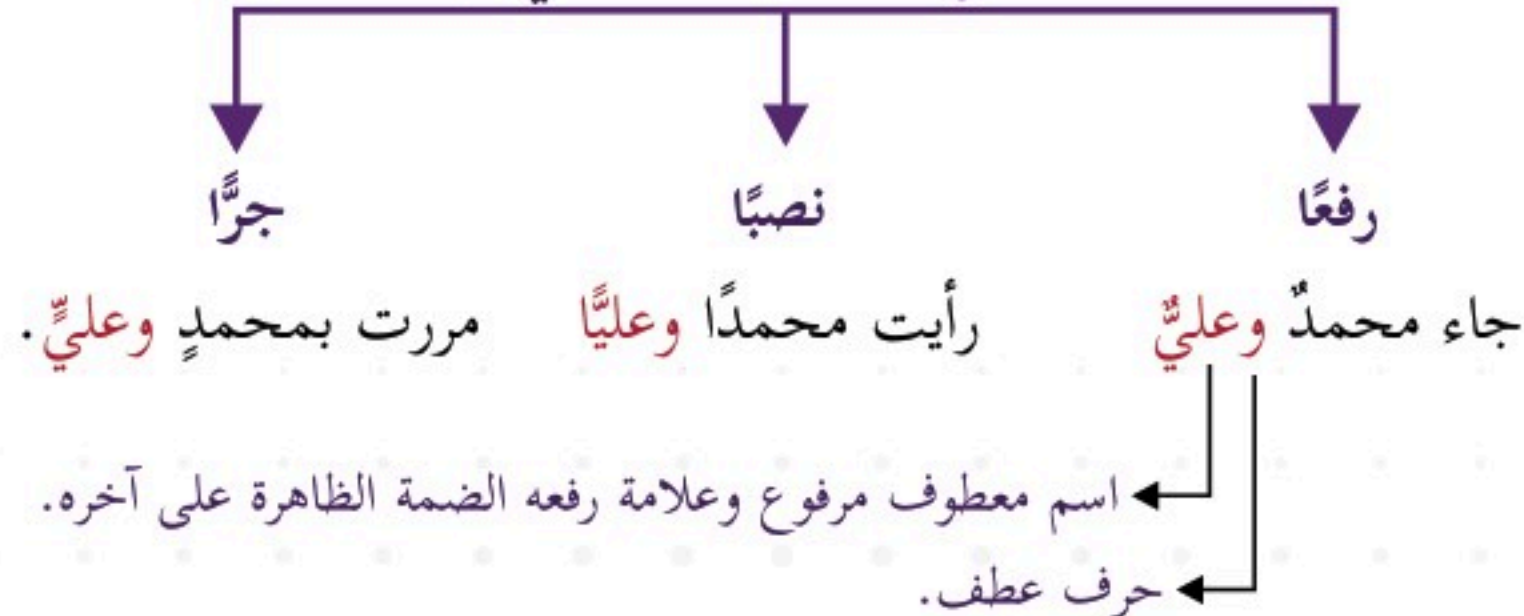 رفعًا نصبًا جرًّا
جاء محمدٌ وعليٌّ رأيت محمدًا وعليًّا مررت بمحمدٍ وعليٍّ.
اسم معطوف مرفوع وعلامة رفعه الضمة الظاهرة على آخره.
حرف عطف.